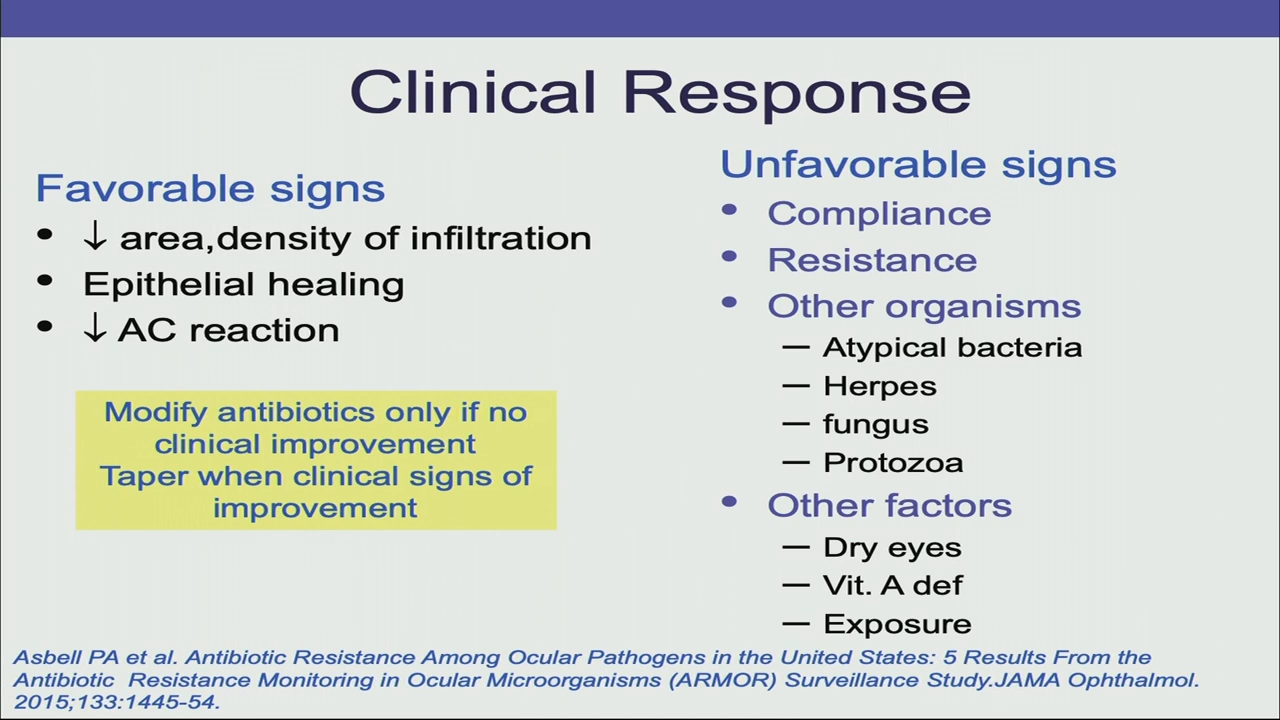 Clinical Response
Favorable signs
• ↓ area,density of infiltration
• Epithelial healing
• ↓ AC reaction
Modify antibiotics only if no
clinical improvement
Taper when clinical signs of
improvement
Unfavorable signs
• Compliance
• Resistance
• Other organisms
– Atypical bacteria
– Herpes
– fungus
– Protozoa
• Other factors
– Dry eyes
– Vit. A def
– Exposure
Asbell PA et al. Antibiotic Resistance Among Ocular Pathogens in the United States: 5 Results From the
Antibiotic Resistance Monitoring in Ocular Microorganisms (ARMOR) Surveillance Study.JAMA Ophthalmol.
2015;133:1445-54.